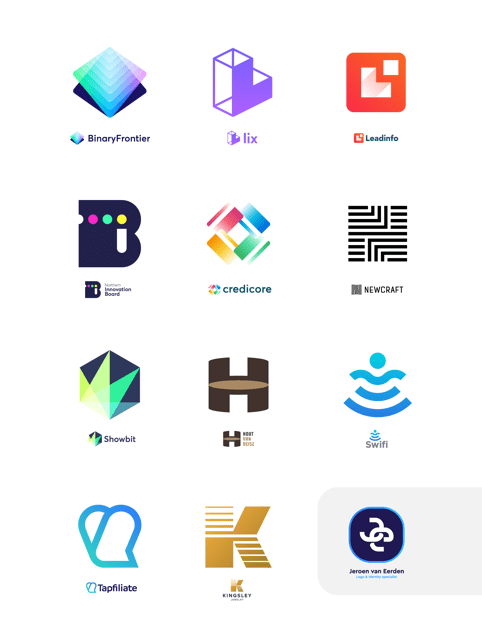 BinaryFrontier
lix
Leadinfo
Northern
Innovation
Board
credicore
NEWCRAFT
Showbit
HOUT
VAN
REISZ
Swifi
Tapfiliate
KINGSLEY
JEWELRY
Jeroen van Eerden
Logo & Identity specialist